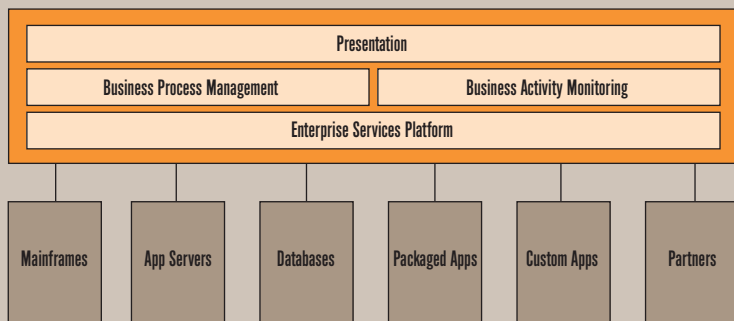 Presentation
Business Process Management
Business Activity Monitoring
Enterprise Services Platform
Mainframes
App Servers
Databases
Packaged Apps
Custom Apps
Partners